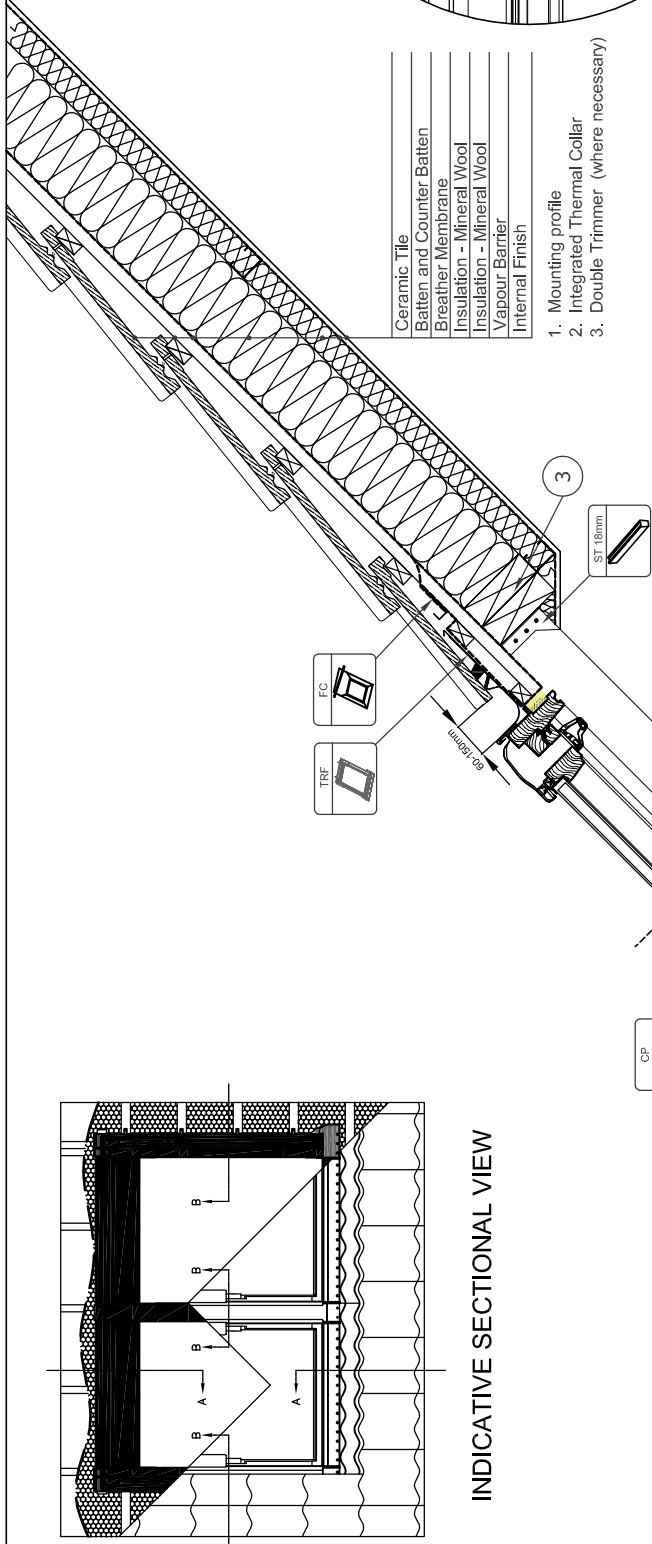 TRF
FC
60-150mm
ST 18mm
3
Ceramic Tile
Batten and Counter Batten
Breather Membrane
Insulation - Mineral Wool
Insulation - Mineral Wool
Vapour Barrier
Internal Finish
1. Mounting profile
2. Integrated Thermal Collar
3. Double Trimmer (where necessary)
CP
B
B
B
B
A
A
INDICATIVE SECTIONAL VIEW